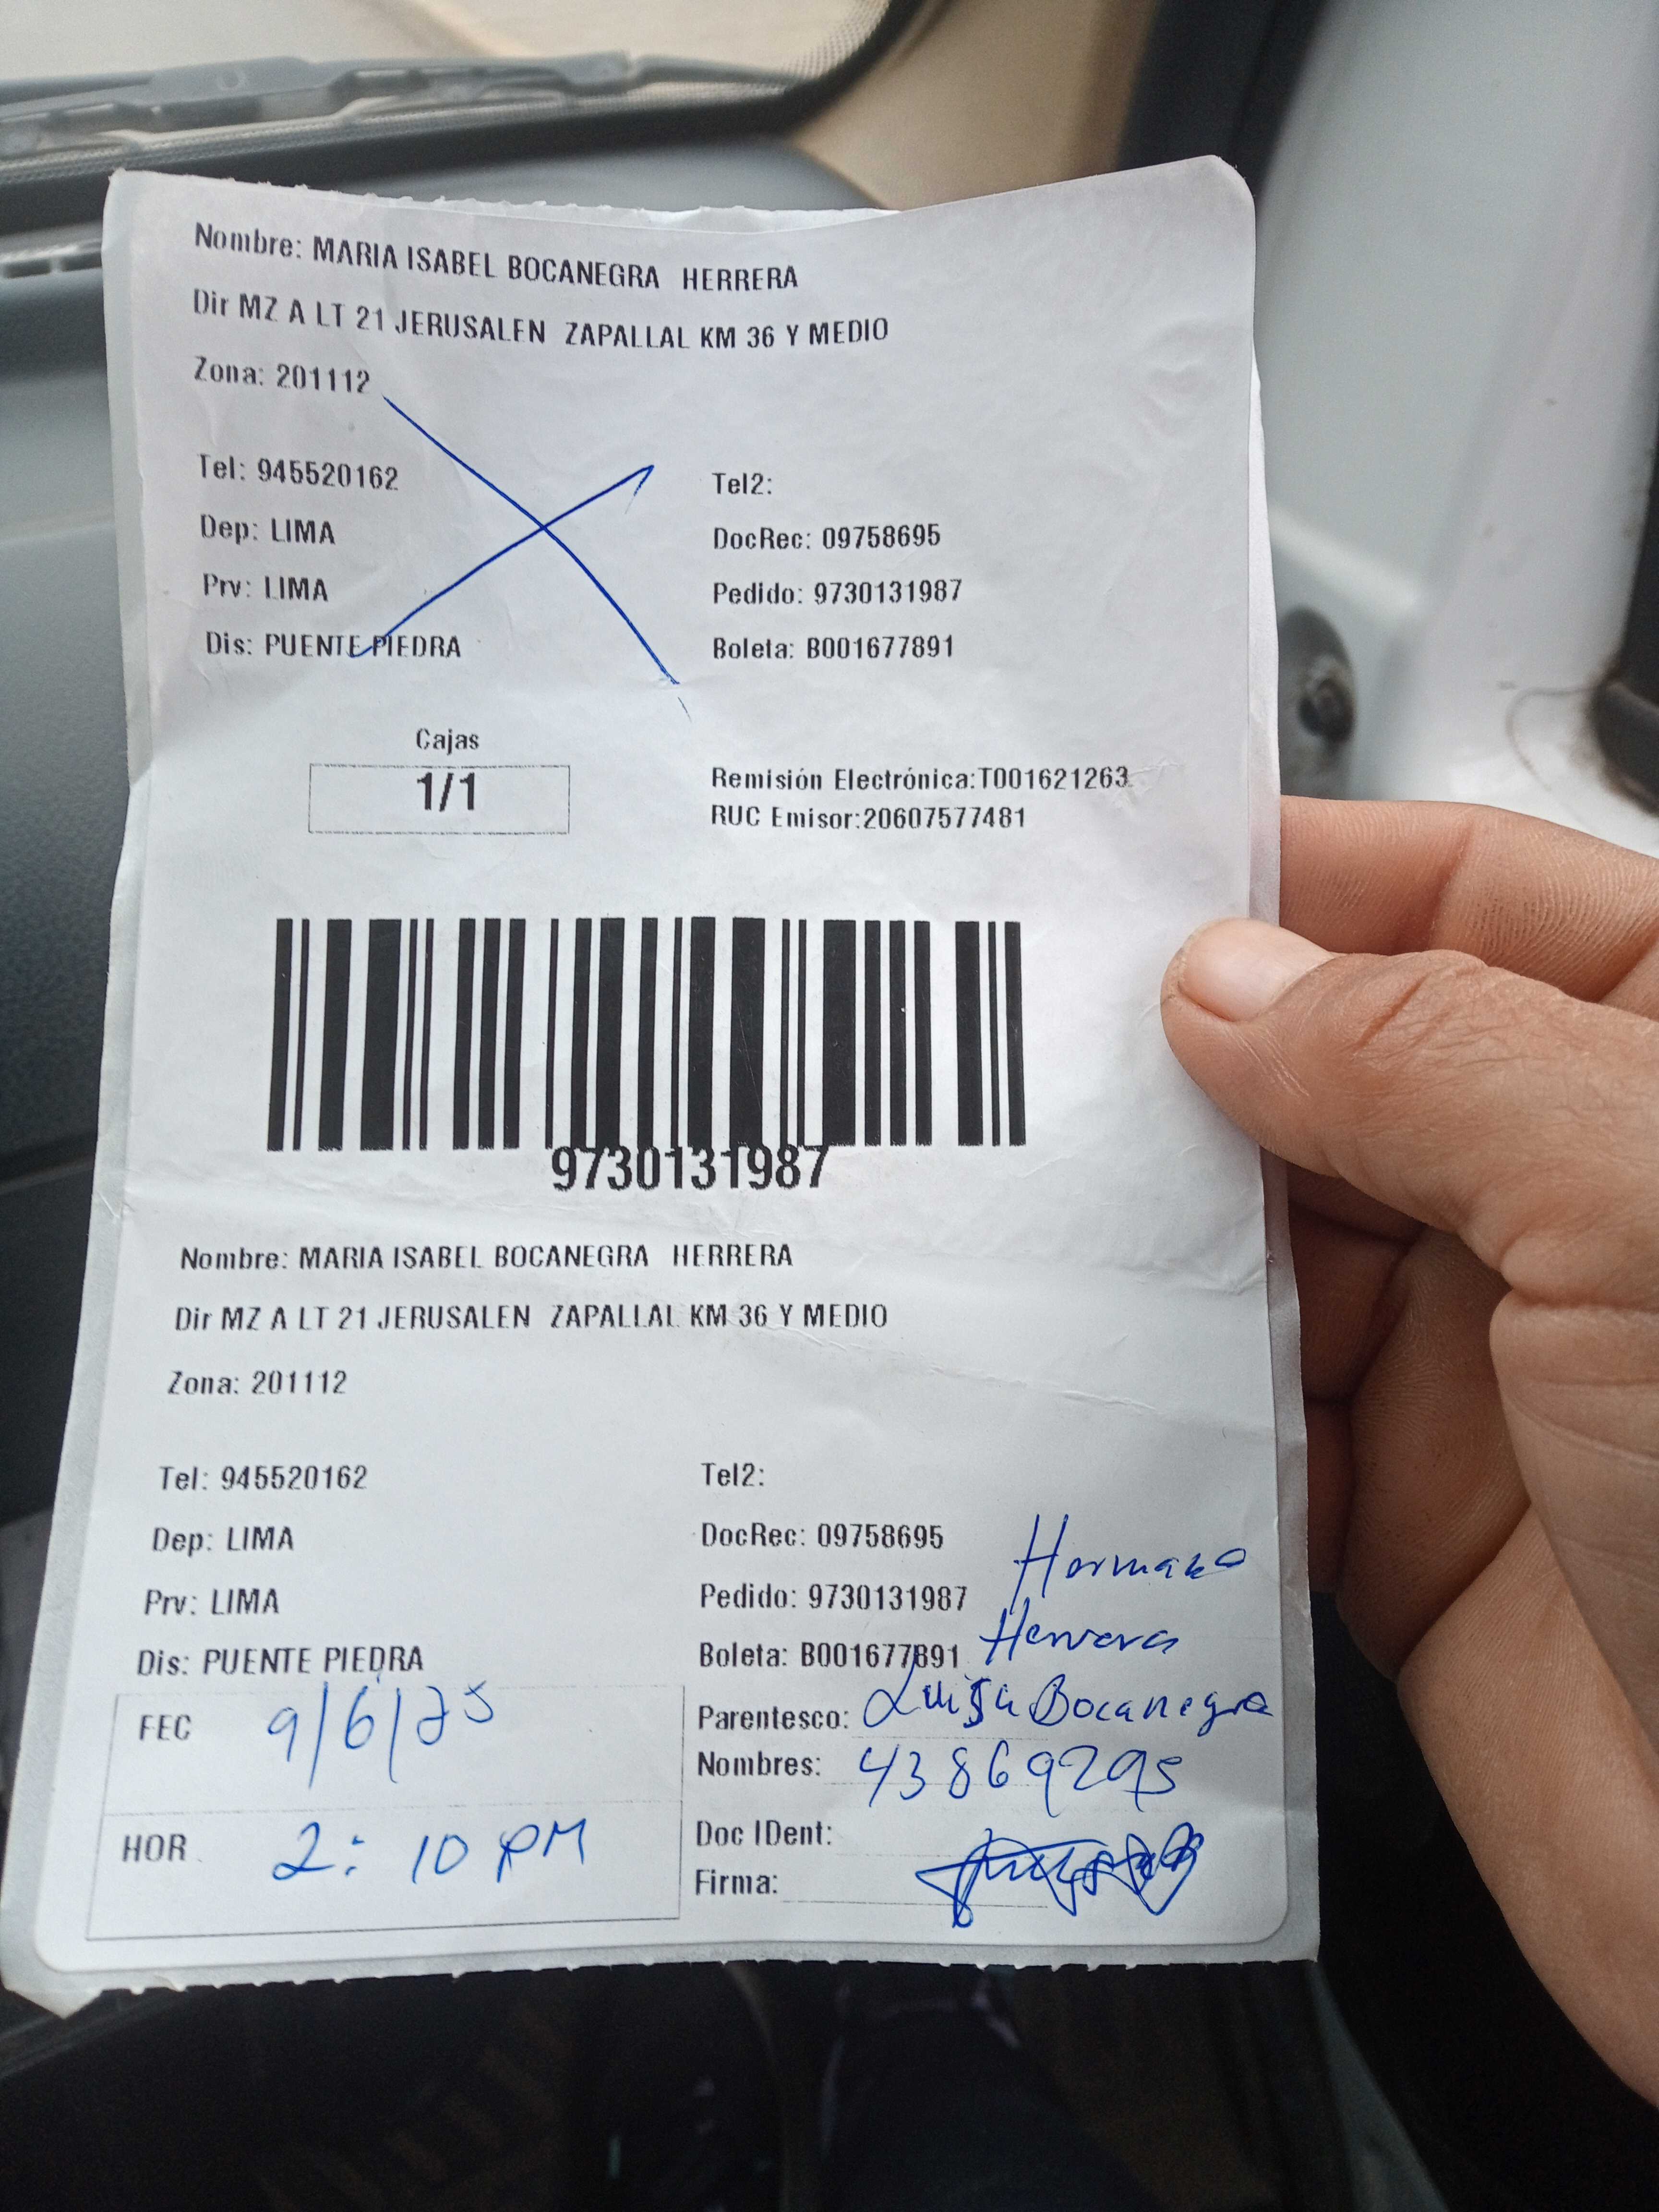 Nombre: MARIA ISABEL BOCANEGRA HERRERA
Dir MZ A LT 21 JERUSALEN ZAPALLAL KM 36 Y MEDIO
Zona: 201112
Tel: 945520162
Tel2:
Dep: LIMA
DocRec: 09758695
Prv: LIMA
Pedido: 9730131987
Dis: PUENTE PIEDRA
Boleta: B001677891
Cajas
1/1
Remisión Electrónica:T001621263
RUC Emisor:20607577481
9730131987
Nombre: MARIA ISABEL BOCANEGRA HERRERA
Dir MZ A LT 21 JERUSALEN ZAPALLAL KM 36 Y MEDIO
Zona: 201112
Tel: 945520162
Tel2:
Dep: LIMA
DocRec: 09758695
Prv: LIMA
Pedido: 9730131987
Dis: PUENTE PIEDRA
Boleta: B001677891
Hermano
Herrera
FEC 9/6/25
Parentesco: Luisa Bocanegra
Nombres: 43869295
HOR 2:10 PM
Doc IDent:
Firma: